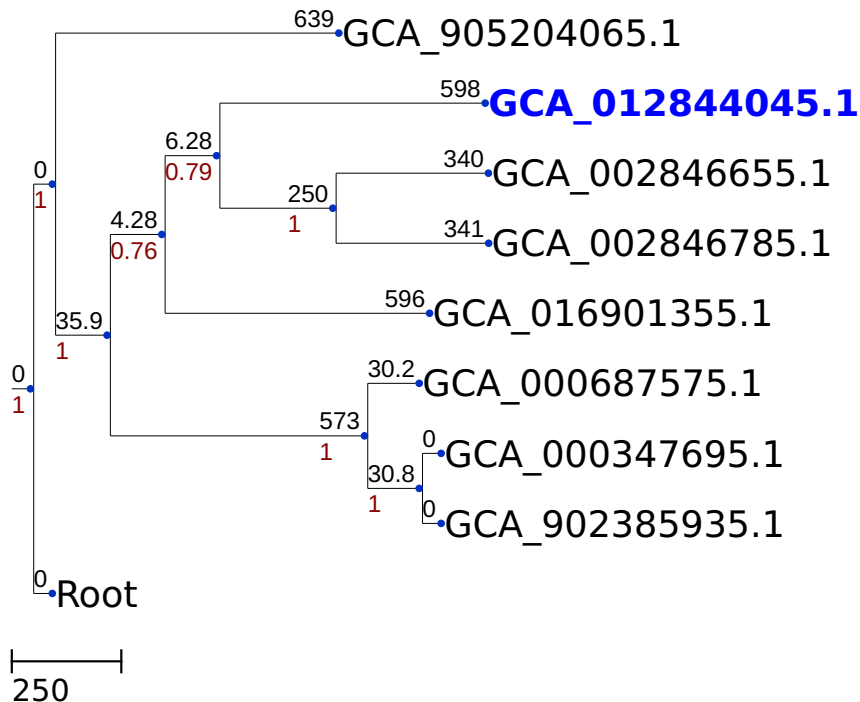 639
GCA_905204065.1
598
GCA_012844045.1
6.28
0.79
340
GCA_002846655.1
0
1
250
1
4.28
0.76
341
GCA_002846785.1
596
GCA_016901355.1
35.9
1
0
1
30.2
GCA_000687575.1
573
1
0
GCA_000347695.1
30.8
1
0
GCA_902385935.1
0
Root
250